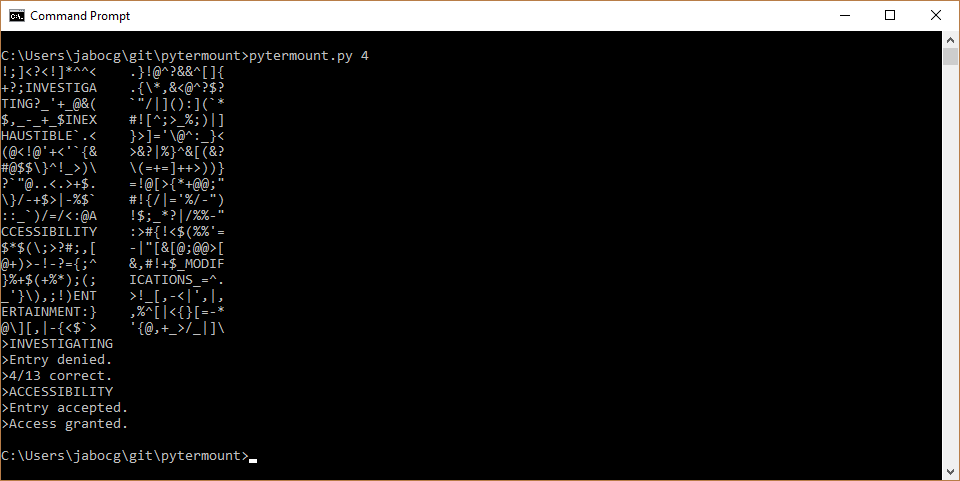 Command Prompt
C:\Users\jabocg\git\pytermount>pytermount.py 4
!;]<?<!]*^^<    .}!@^?&&^[]{
+?;INVESTIGA    .{\*,&<@^?$?
TING?_'+_@&(    `"/|]():](`*
$,_-_+_$INEX    #![^;>_%;)|]
HAUSTIBLE`.<    }>]='\@^:_}<
(@<!@'+<'`{&    >&?|%}^&[(&?
#@$$\}^!_>)\    \(=+=]++>))}
?`"@..<.>+$.    =!@[>{*+@@;"
\}/-+$>|-%$`    #!{/|='%/-")
::_`)/=/<:@A    !$;_*?|/%%-"
CCESSIBILITY    :>#{!<$(%%'=
$*$(\;>?#;,[    -|"[&[@;@@>[
@+)>-!-?={;^    &,#!+$_MODIF
}%+$(+%*);(;    ICATIONS_=^.
_'}\),;!)ENT    >!_[,-<|',|,
ERTAINMENT:}    ,%^[|<{}[=-*
@\][,|-{<$`>    '{@,+_>/_|]\
>INVESTIGATING
>Entry denied.
>4/13 correct.
>ACCESSIBILITY
>Entry accepted.
>Access granted.
C:\Users\jabocg\git\pytermount>